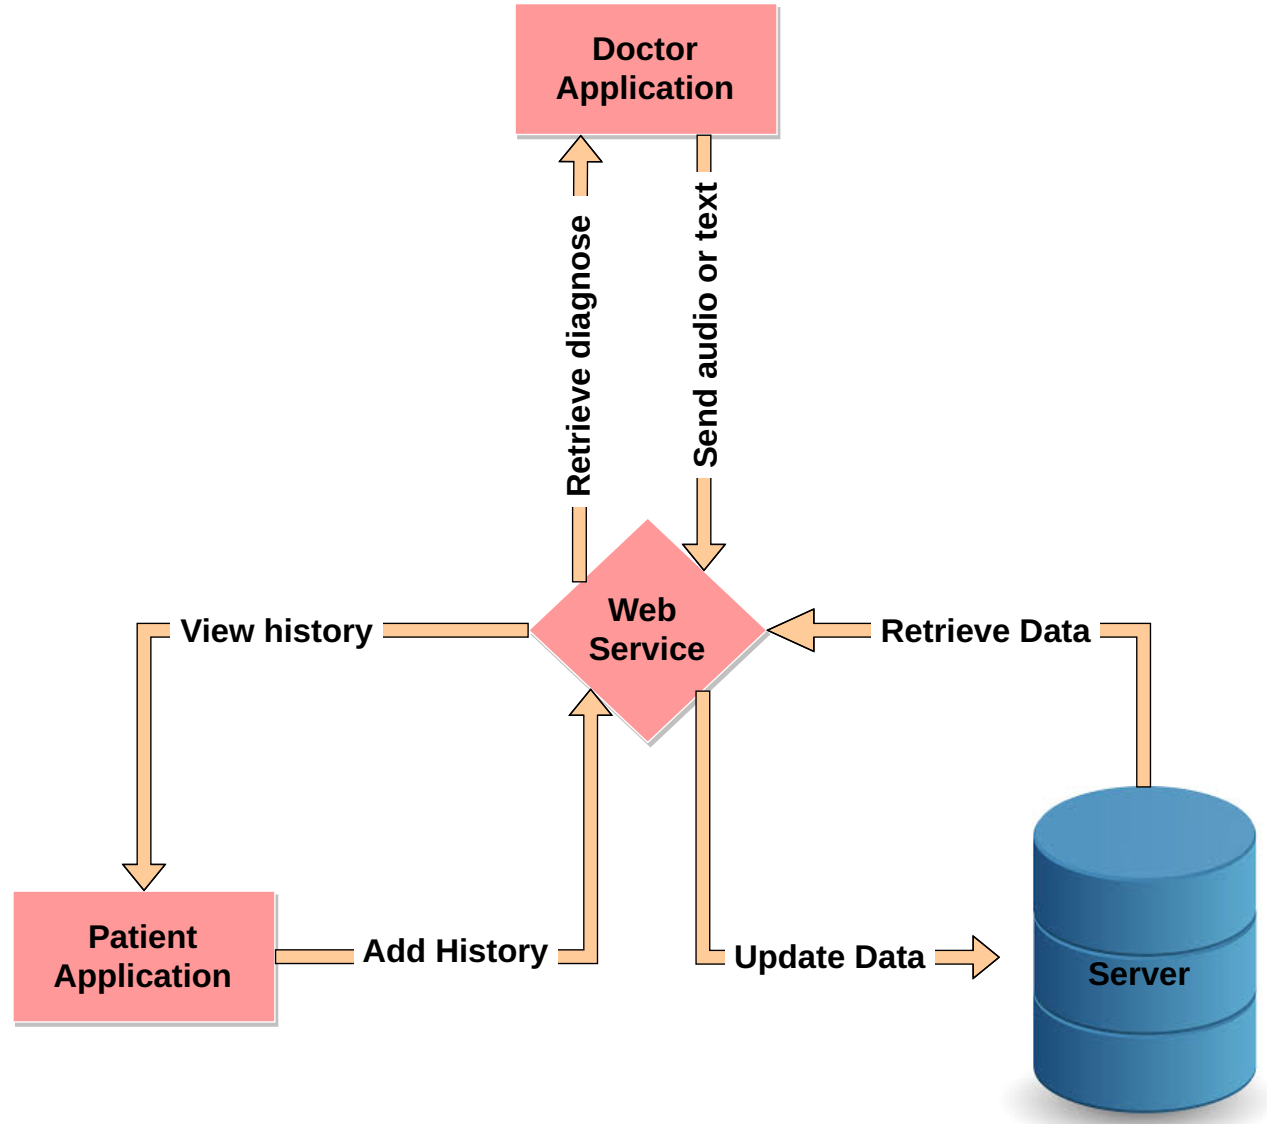 Doctor
Application
Retrieve diagnose
Send audio or text
Web
Service
View history
Retrieve Data
Patient
Application
Add History
Update Data
Server